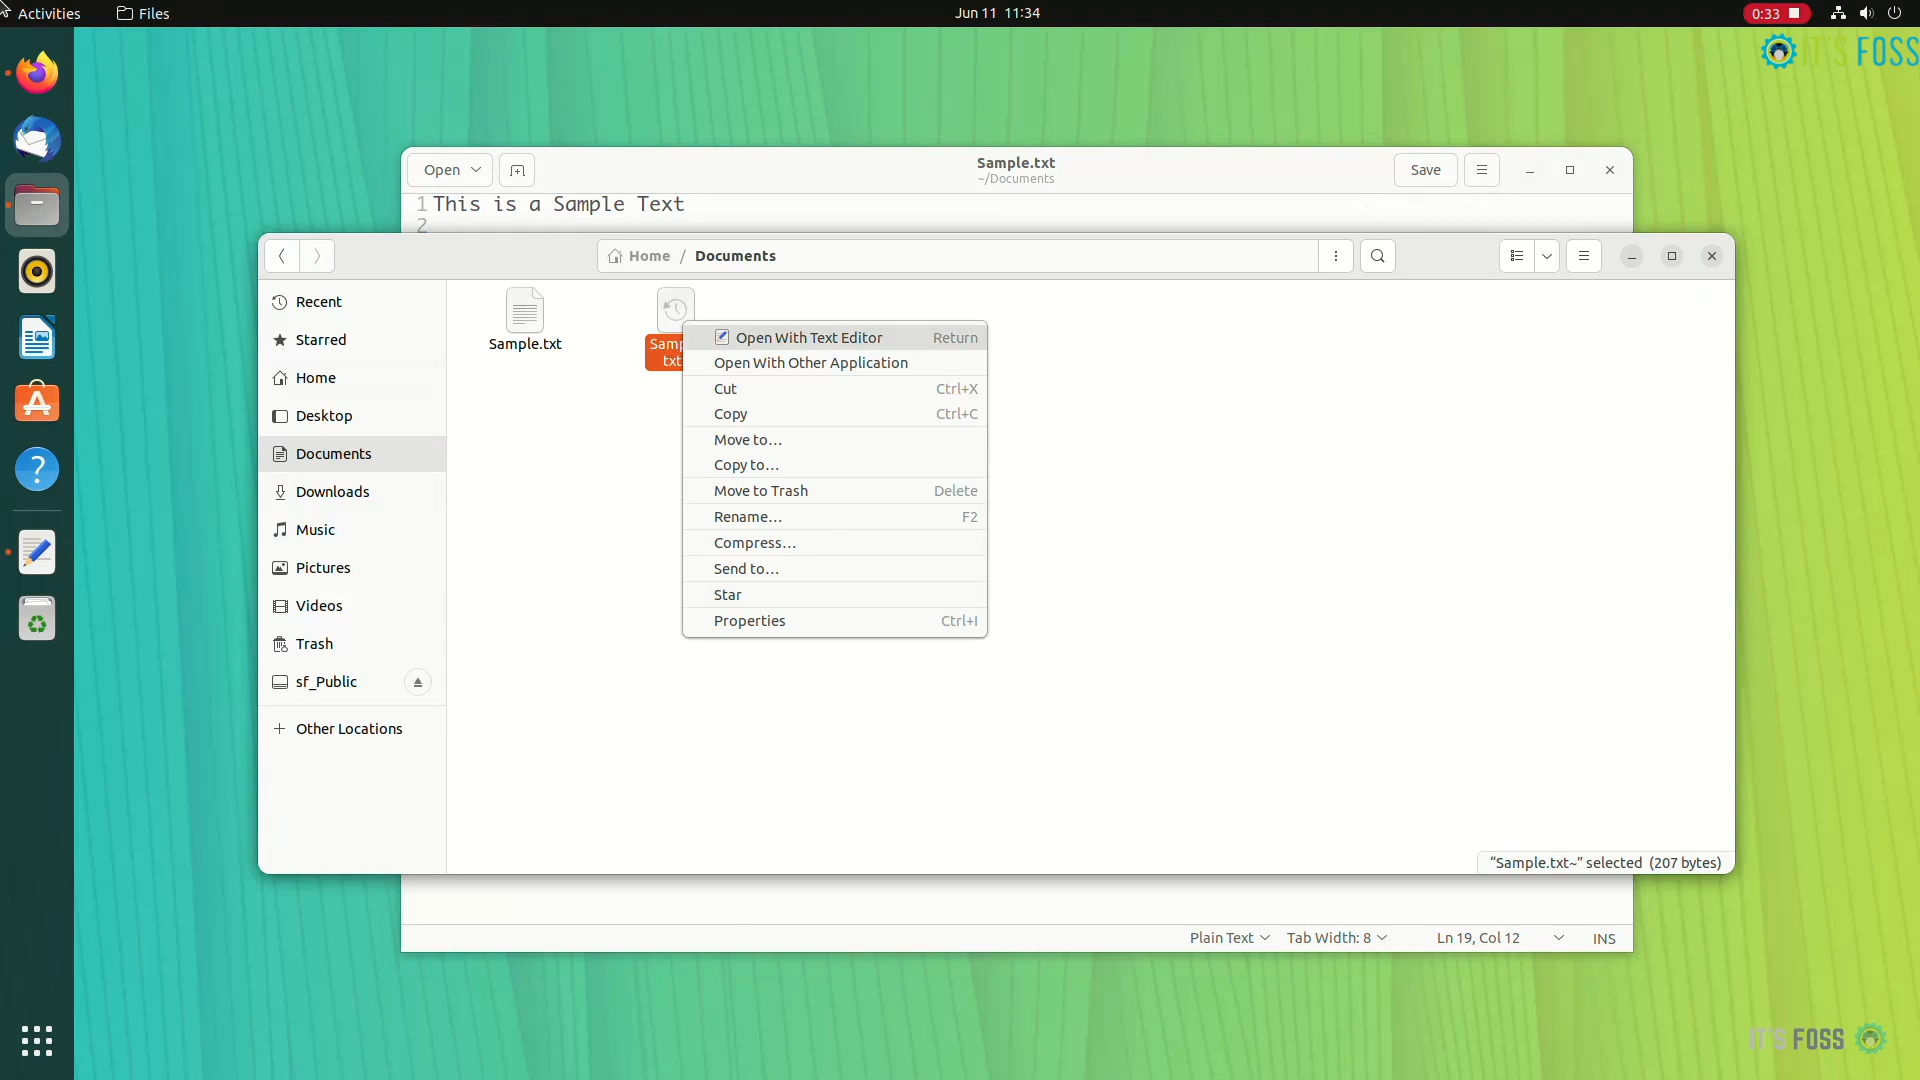 Activities
Files
Jun 11 11:34
0:33
IT'S FOSS
Open
Sample.txt
~/Documents
Save
1 This is a Sample Text
2
Home / Documents
Recent
Starred
Home
Desktop
Documents
Downloads
Music
Pictures
Videos
Trash
sf_Public
Other Locations
Sample.txt
Samp
txt
Open With Text Editor Return
Open With Other Application
Cut Ctrl+X
Copy Ctrl+C
Move to…
Copy to…
Move to Trash Delete
Rename… F2
Compress…
Send to…
Star
Properties Ctrl+I
“Sample.txt~” selected (207 bytes)
Plain Text
Tab Width: 8
Ln 19, Col 12
INS
IT'S FOSS